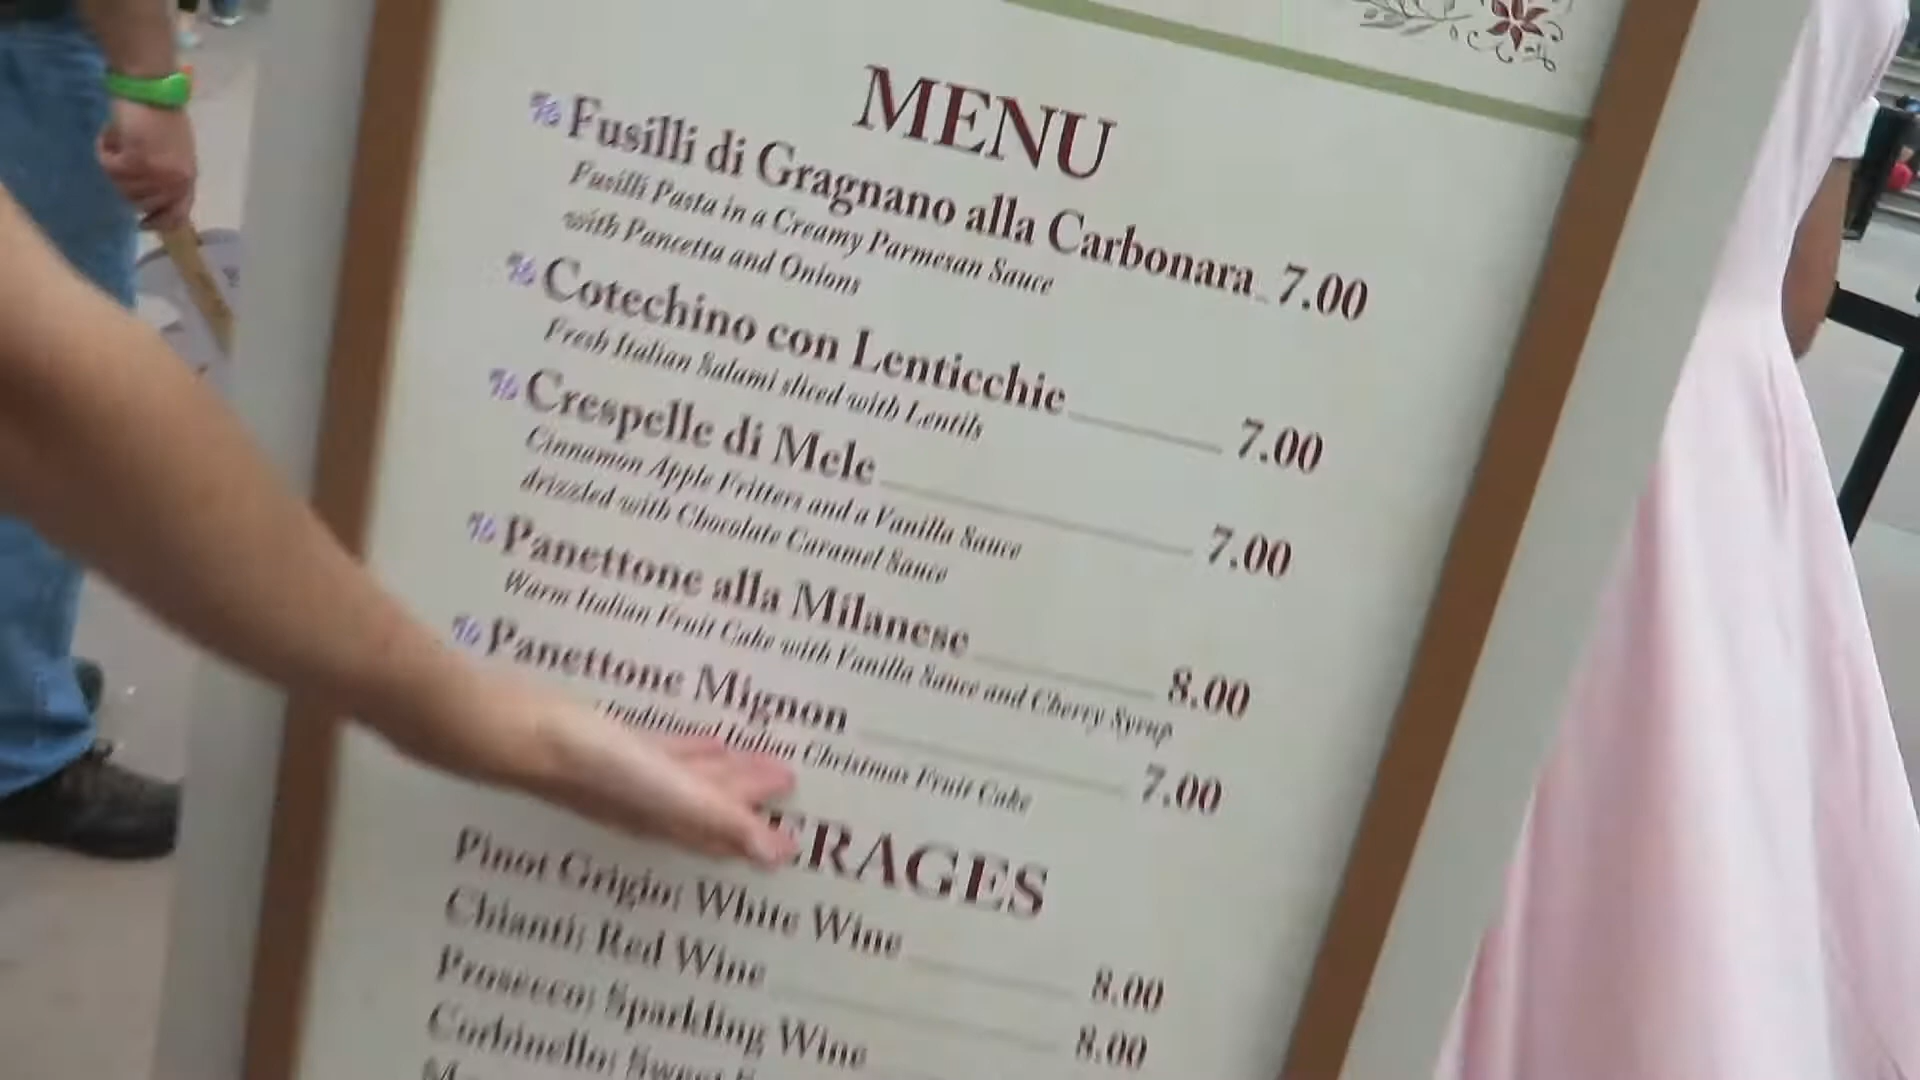 MENU
Fusilli di Gragnano alla Carbonara 7.00
Fusilli Pasta in a Creamy Parmesan Sauce
with Pancetta and Onions
Cotechino con Lenticchie 7.00
Fresh Italian Salami sliced with Lentils
Crespelle di Mele 7.00
Cinnamon Apple Fritters and a Vanilla Sauce
drizzled with Chocolate Caramel Sauce
Panettone alla Milanese 8.00
Warm Italian Fruit Cake with Vanilla Sauce and Cherry Syrup
Panettone Mignon 7.00
traditional Italian Christmas Fruit Cake
ERAGES
Pinot Grigio: White Wine 8.00
Chianti: Red Wine 8.00
Prosecco: Sparkling Wine